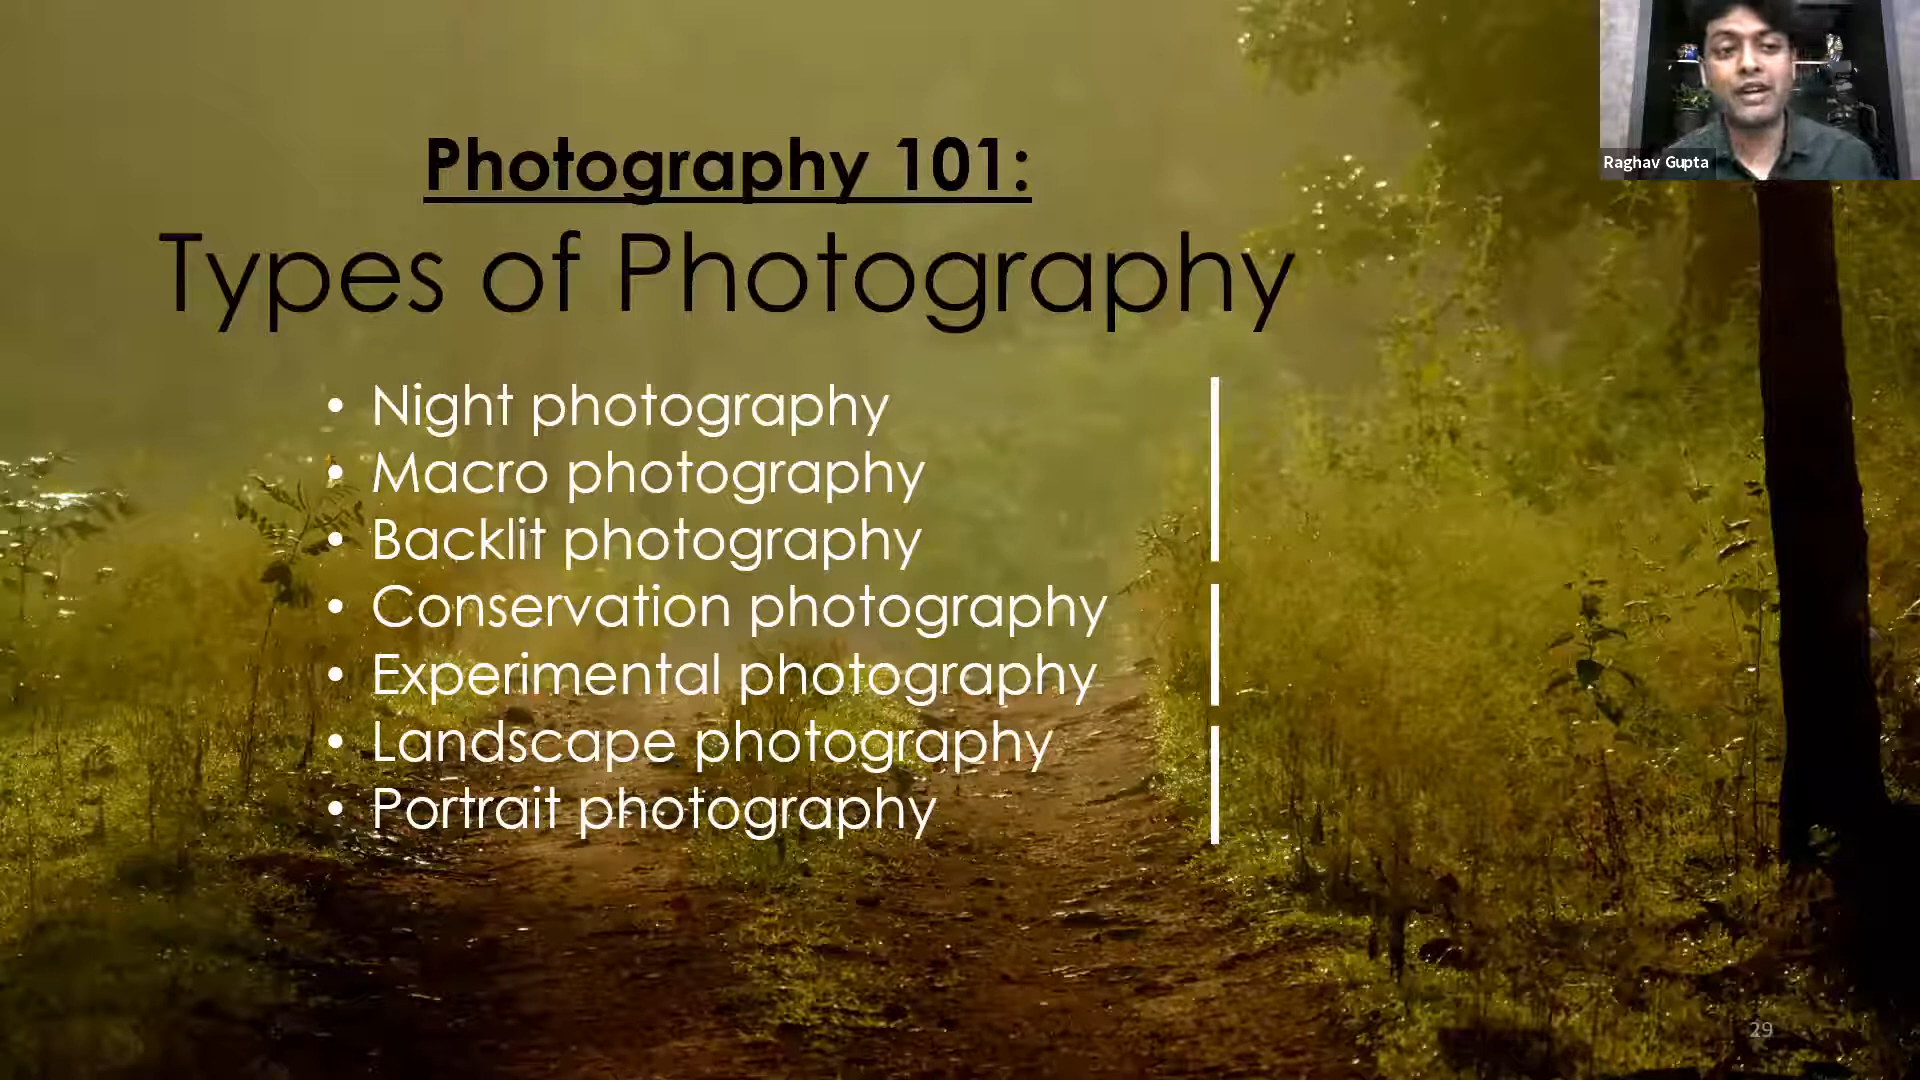 Photography 101:
Types of Photography
• Night photography
• Macro photography
• Backlit photography
• Conservation photography
• Experimental photography
• Landscape photography
• Portrait photography
Raghav Gupta
29